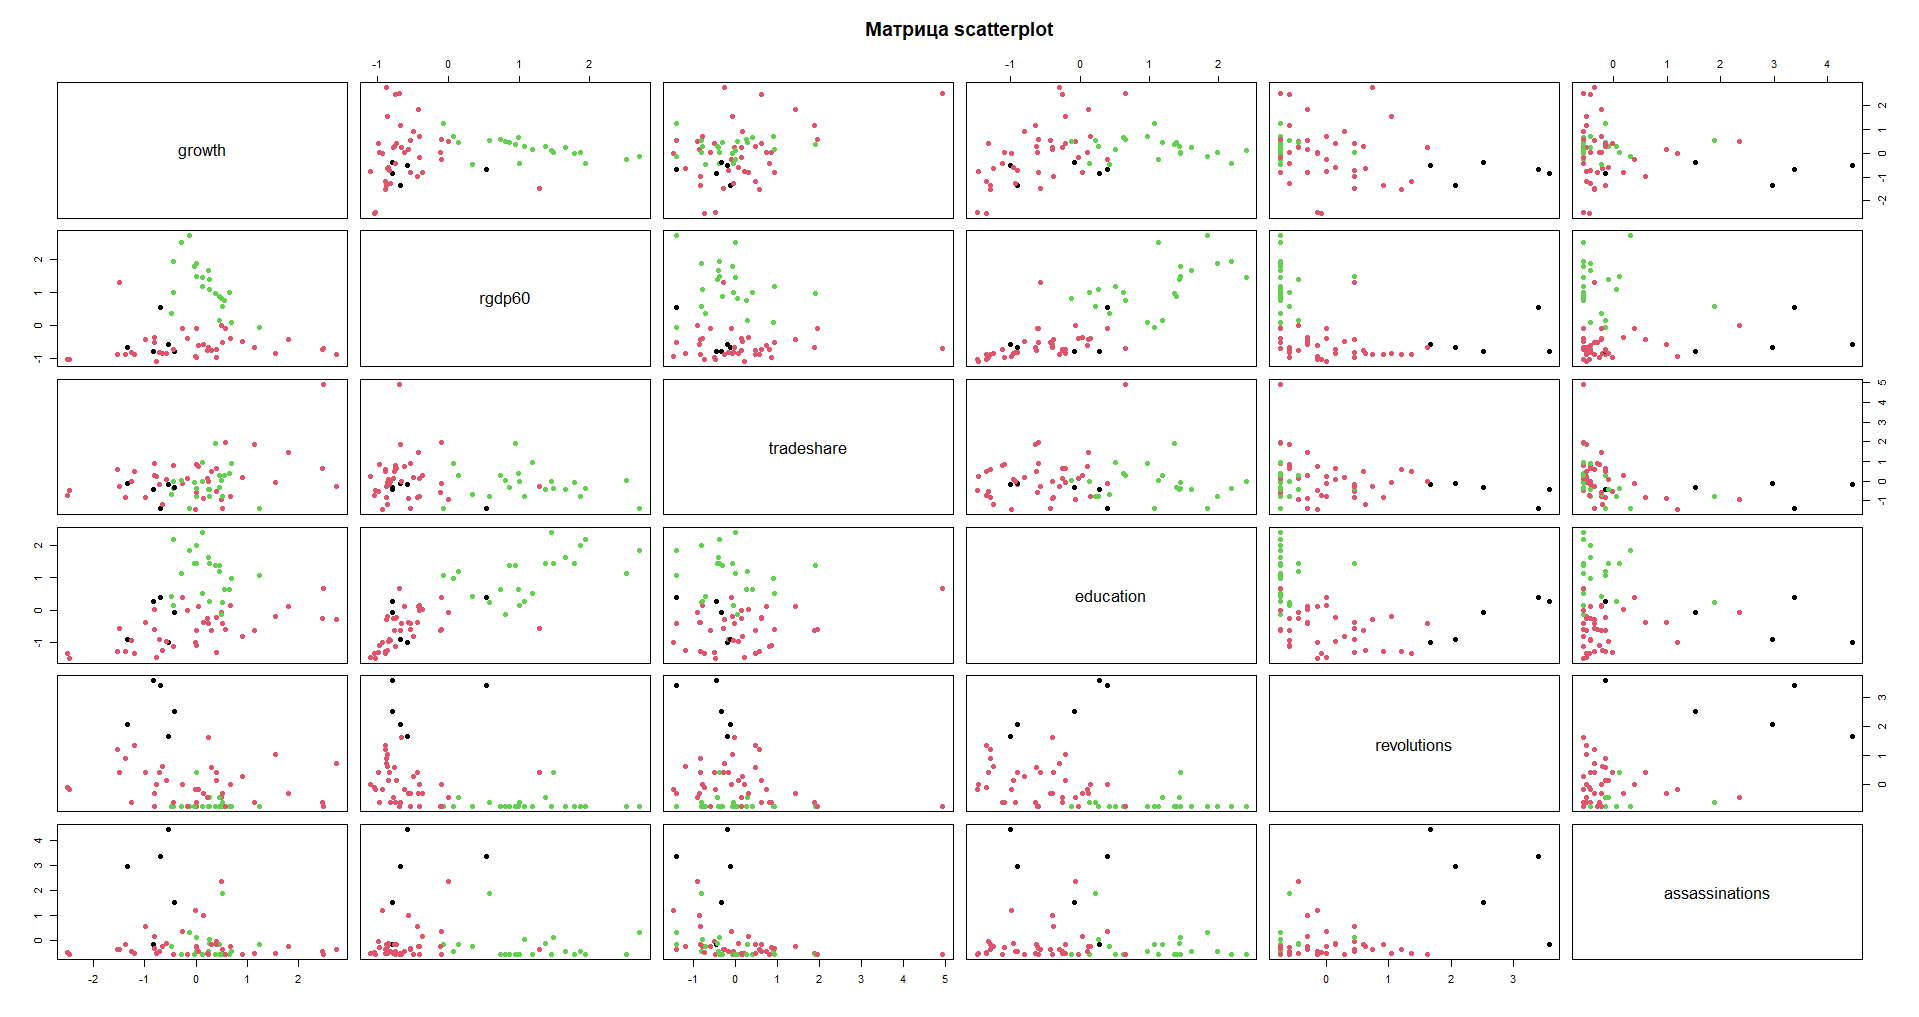 Матрица scatterplot
-1 0 1 2
-1 0 1 2
0 1 2 3 4
growth
2
1
0
-1
-2
2
1
0
-1
rgdp60
tradeshare
5
4
3
2
1
0
-1
2
1
0
-1
education
revolutions
3
2
1
0
4
3
2
1
0
assassinations
-2 -1 0 1 2
-1 0 1 2 3 4 5
0 1 2 3